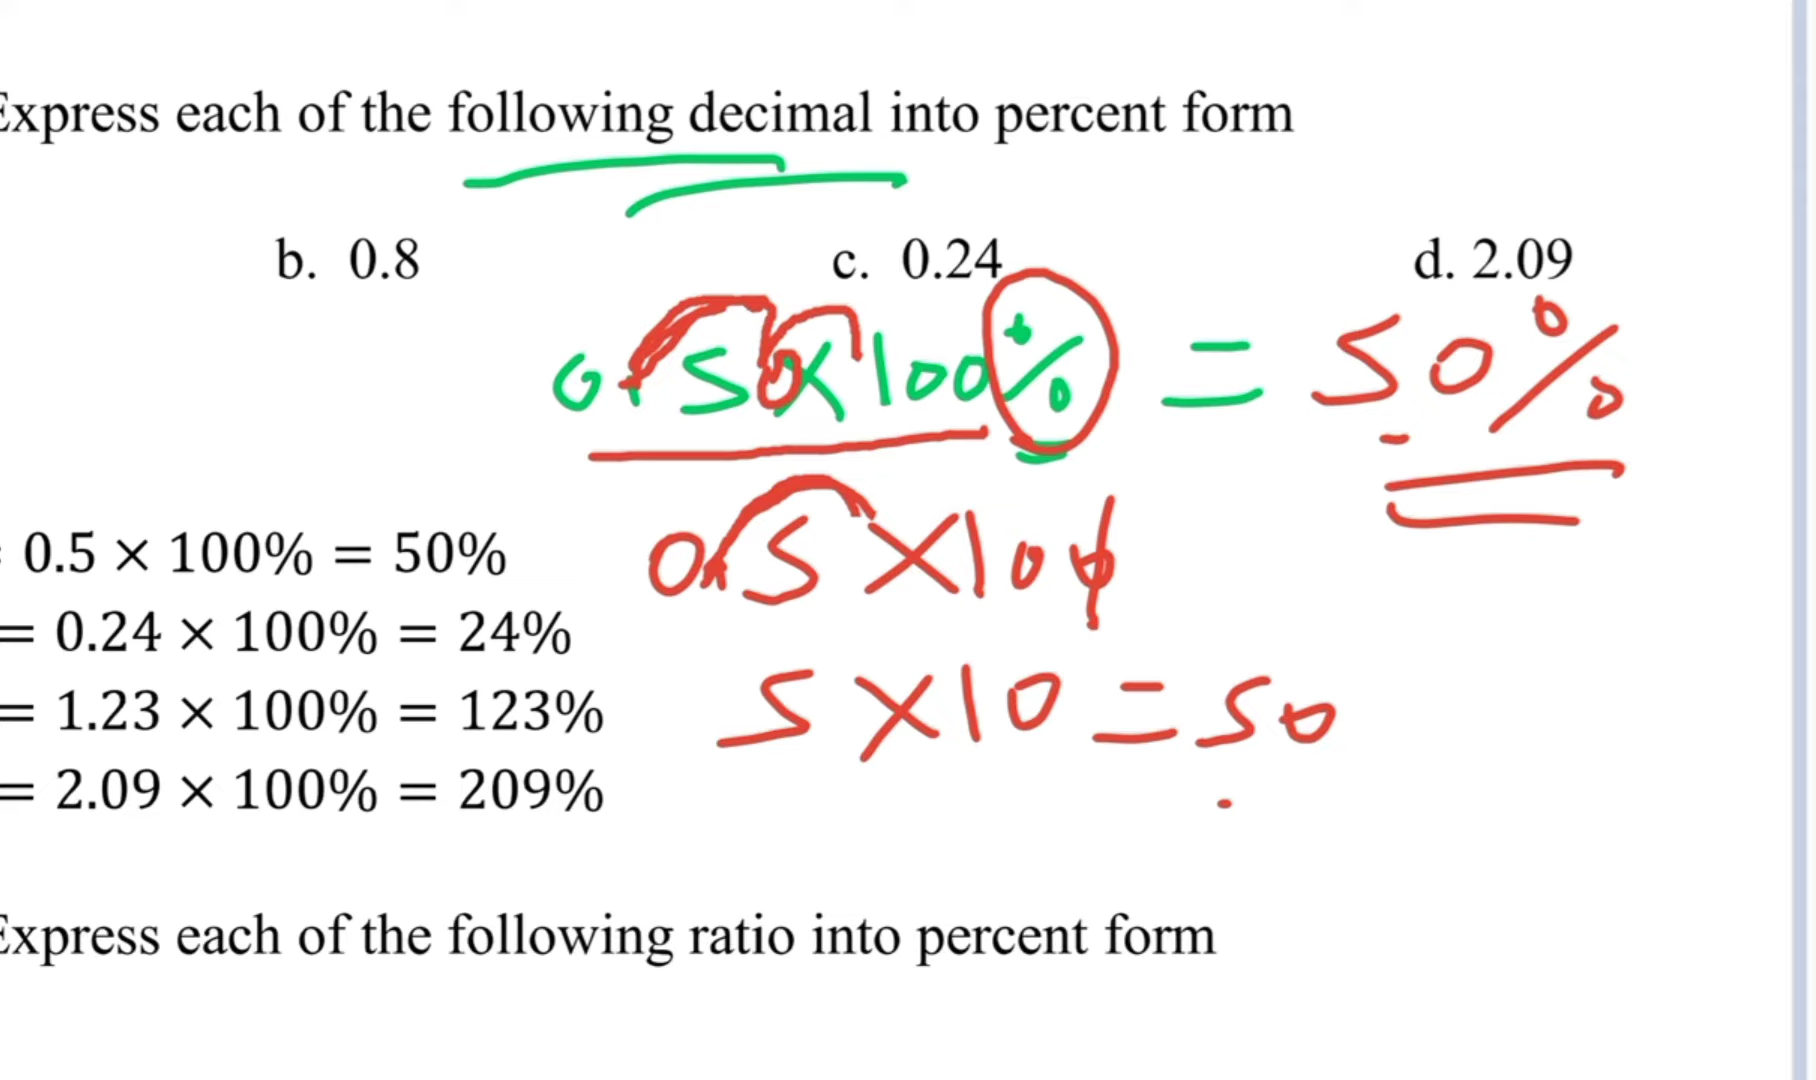 Express each of the following decimal into percent form
b. 0.8 c. 0.24 d. 2.09
0.5 × 100% = 50%
0.5 × 100
= 0.5 × 100% = 50%
= 0.24 × 100% = 24%
5 × 10 = 50
= 1.23 × 100% = 123%
= 2.09 × 100% = 209%
Express each of the following ratio into percent form